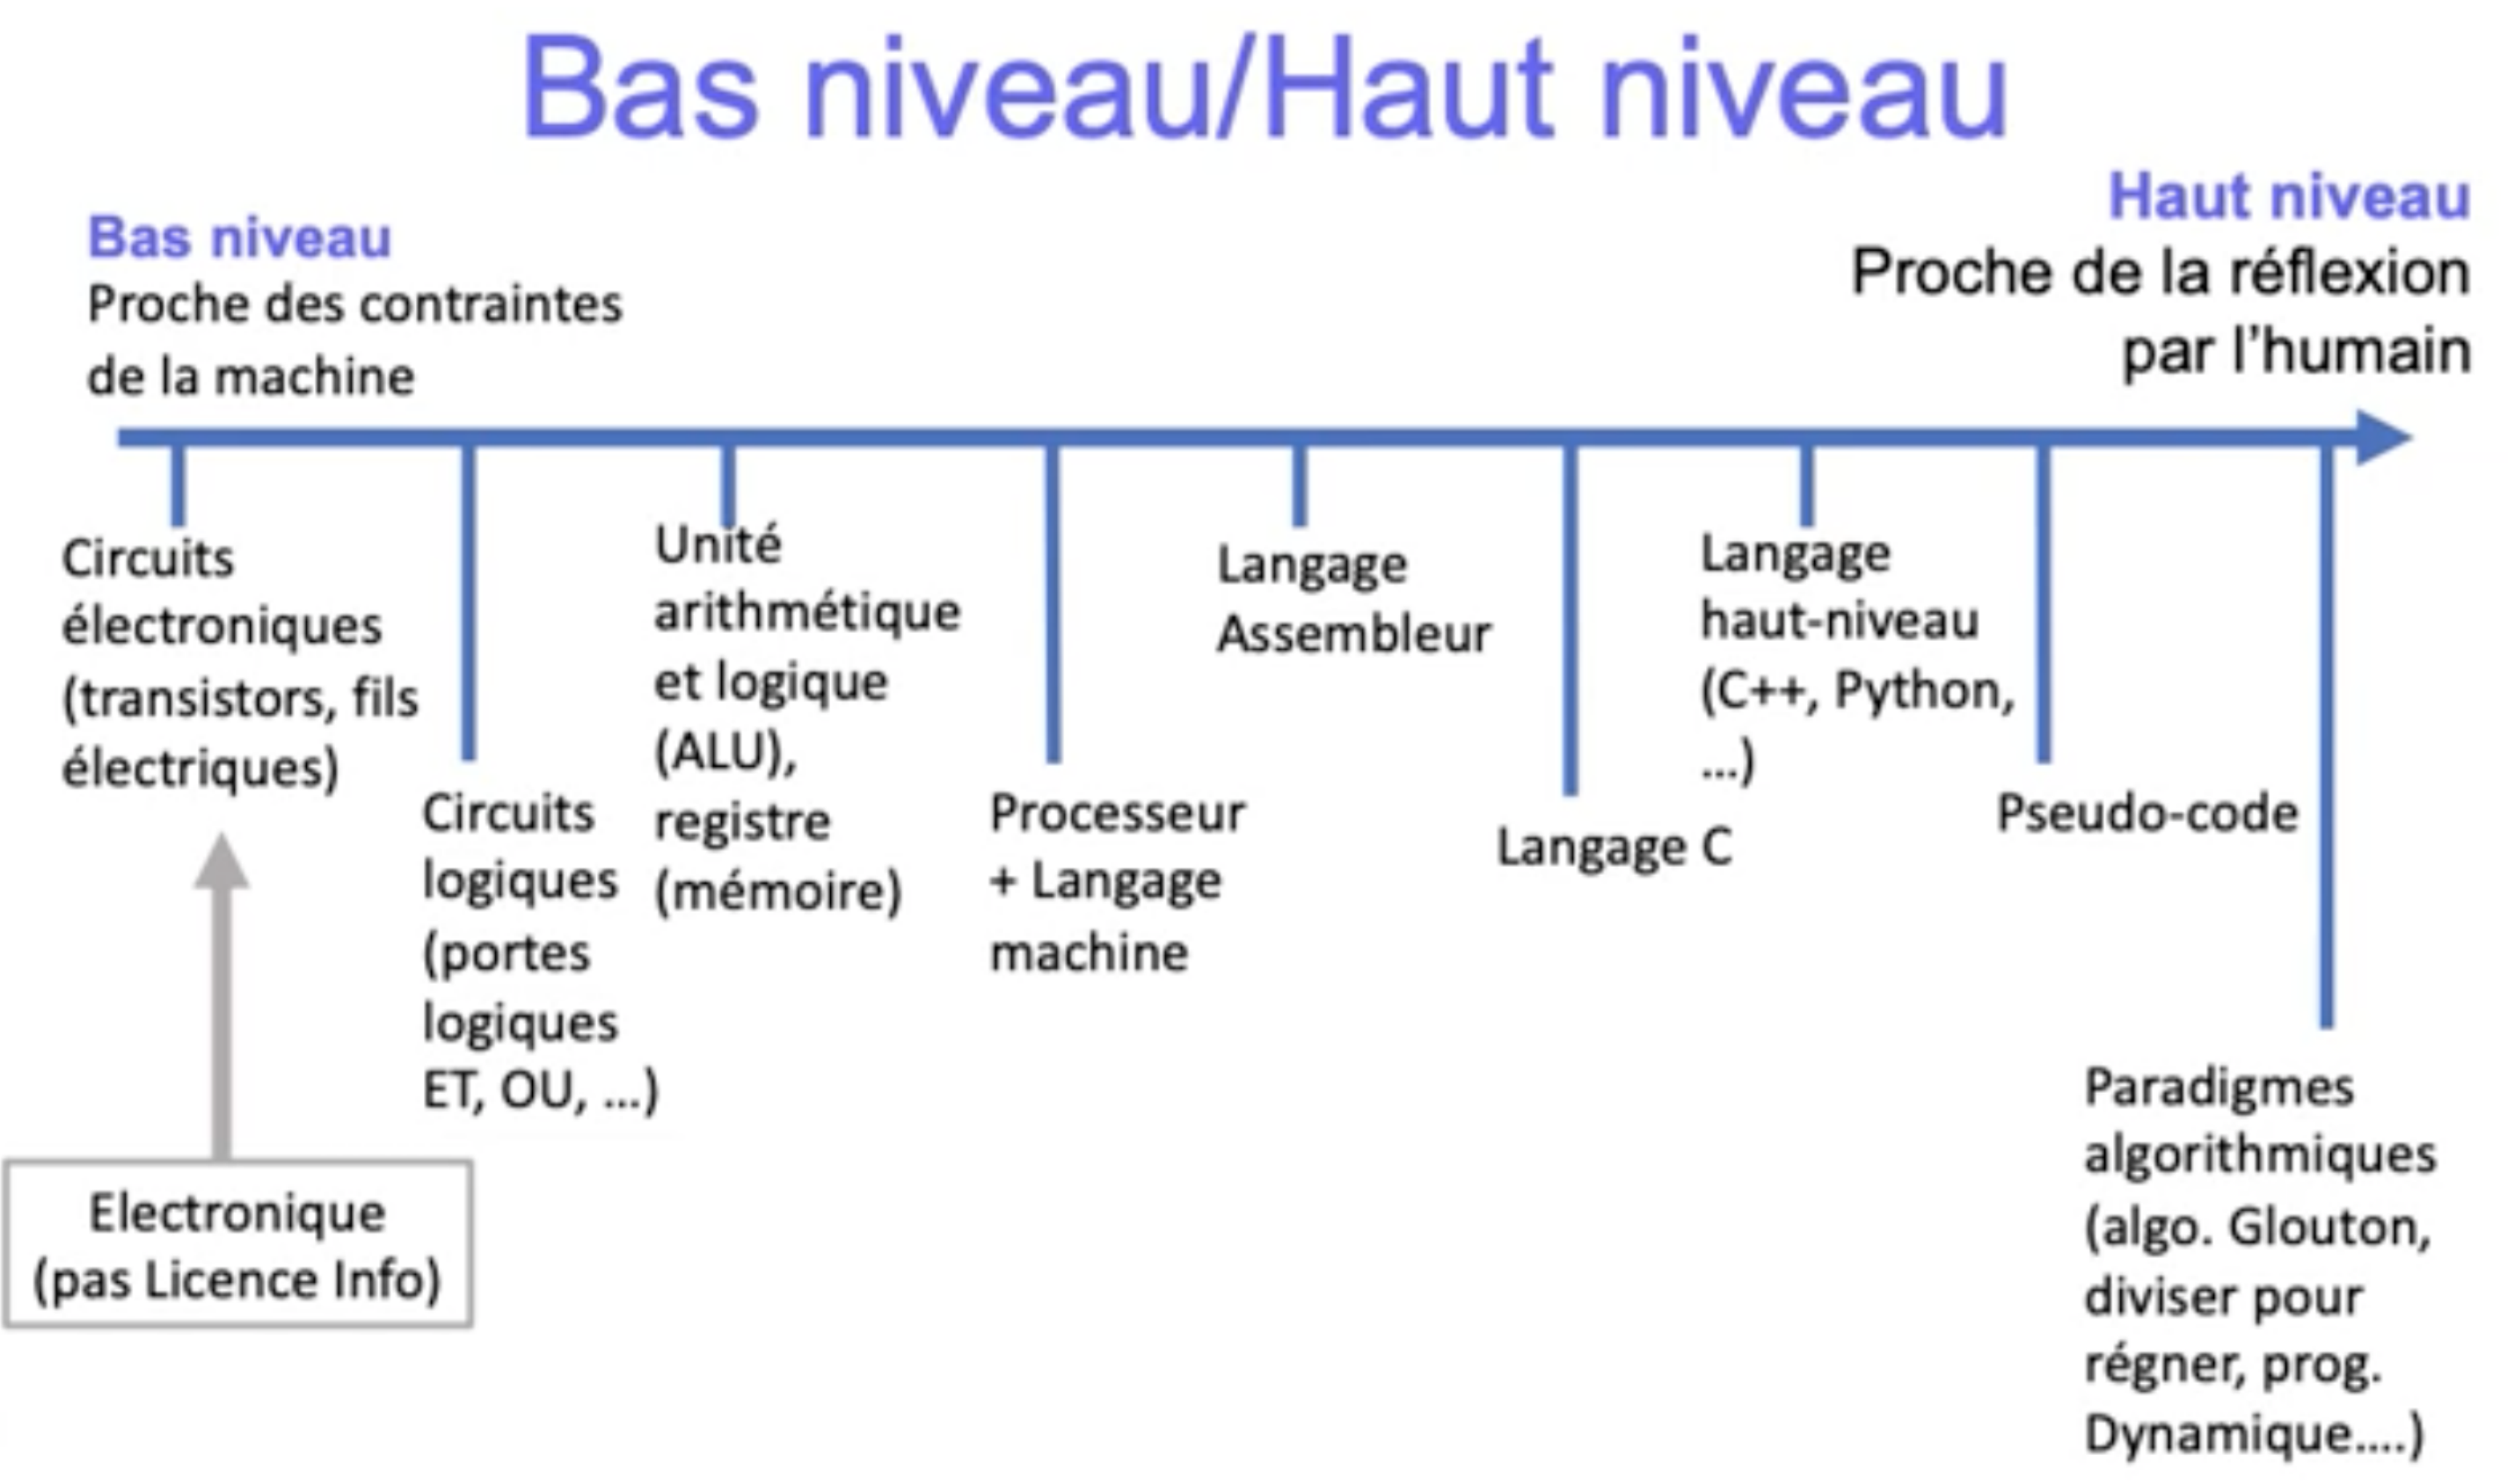 Bas niveau/Haut niveau
Bas niveau
Proche des contraintes
de la machine
Haut niveau
Proche de la réflexion
par l'humain
Circuits
électroniques
(transistors, fils
électriques)
Circuits
logiques
(portes
logiques
ET, OU, ...)
Unité
arithmétique
et logique
(ALU),
registre
(mémoire)
Processeur
+ Langage
machine
Langage
Assembleur
Langage C
Langage
haut-niveau
(C++, Python,
...)
Pseudo-code
Paradigmes
algorithmiques
(algo. Glouton,
diviser pour
régner, prog.
Dynamique....)
Electronique
(pas Licence Info)